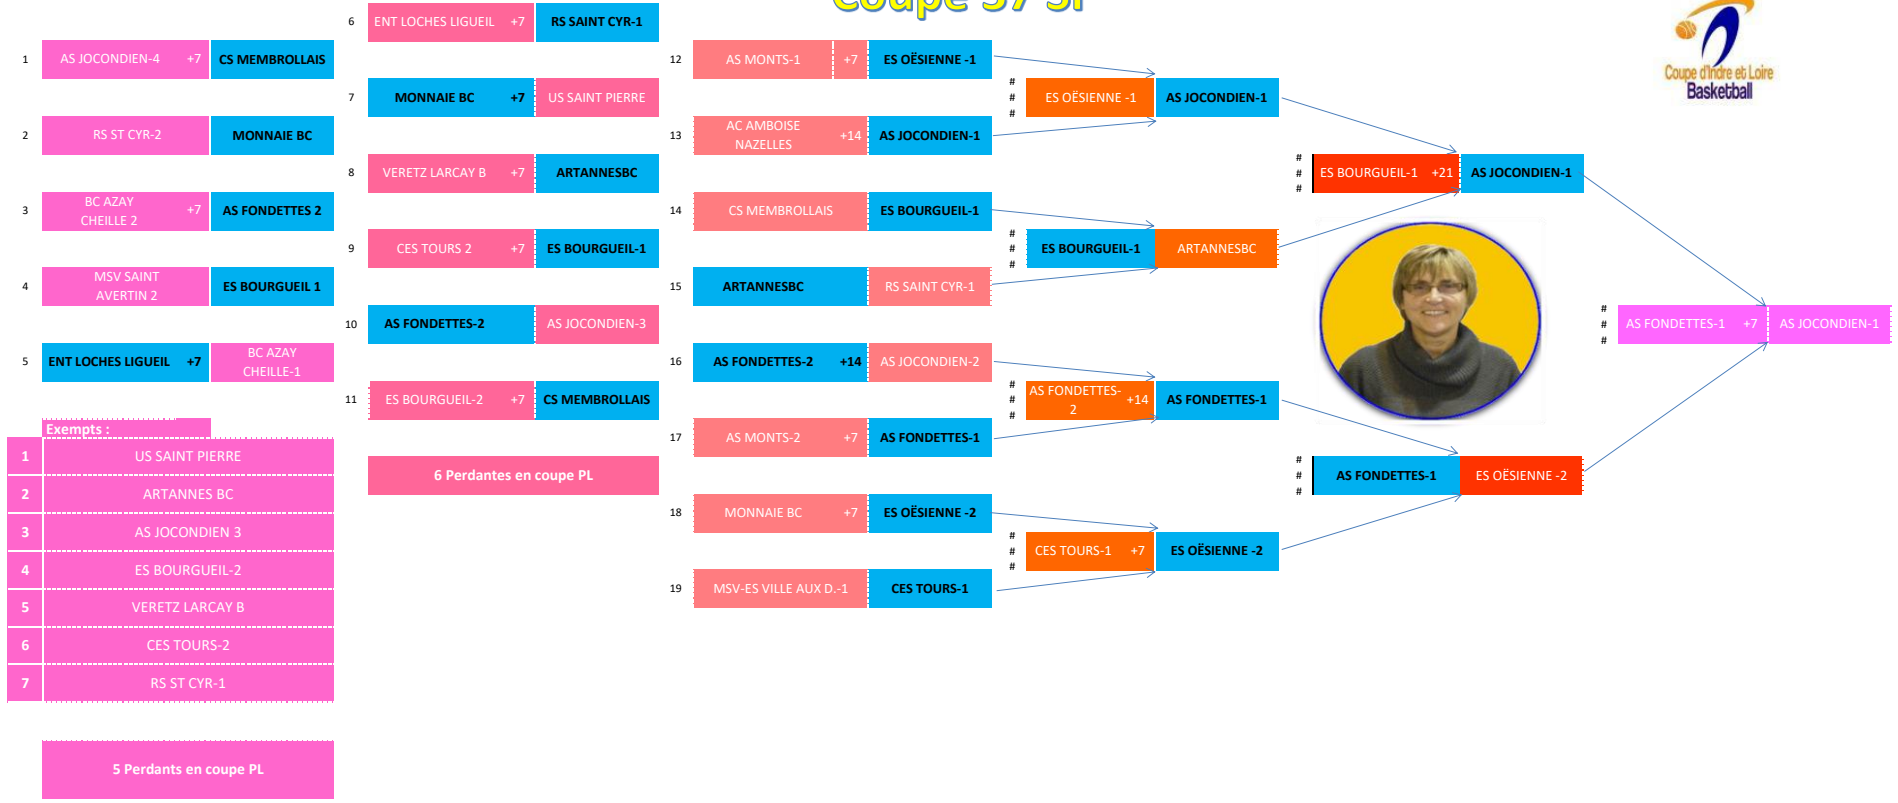 Coupe 37 SF
Coupe d'Indre et Loire
Basketball
1 AS JOCONDIEN-4 +7 CS MEMBROLLAIS
2 RS ST CYR-2 MONNAIE BC
3 BC AZAY
CHEILLE 2 +7 AS FONDETTES 2
4 MSV SAINT
AVERTIN 2 ES BOURGUEIL 1
5 ENT LOCHES LIGUEIL +7 BC AZAY
CHEILLE-1
Exempts :
1 US SAINT PIERRE
2 ARTANNES BC
3 AS JOCONDIEN 3
4 ES BOURGUEIL-2
5 VERETZ LARCAY B
6 CES TOURS-2
7 RS ST CYR-1
5 Perdants en coupe PL
6 ENT LOCHES LIGUEIL +7 RS SAINT CYR-1
7 MONNAIE BC +7 US SAINT PIERRE
8 VERETZ LARCAY B +7 ARTANNESBC
9 CES TOURS 2 +7 ES BOURGUEIL-1
10 AS FONDETTES-2 AS JOCONDIEN-3
11 ES BOURGUEIL-2 +7 CS MEMBROLLAIS
6 Perdantes en coupe PL
12 AS MONTS-1 +7 ES OËSIENNE -1
13 AC AMBOISE
NAZELLES +14 AS JOCONDIEN-1
14 CS MEMBROLLAIS ES BOURGUEIL-1
15 ARTANNESBC RS SAINT CYR-1
16 AS FONDETTES-2 +14 AS JOCONDIEN-2
17 AS MONTS-2 +7 AS FONDETTES-1
18 MONNAIE BC +7 ES OËSIENNE -2
19 MSV-ES VILLE AUX D.-1 CES TOURS-1
#
# ES OËSIENNE -1 AS JOCONDIEN-1
#
#
# ES BOURGUEIL-1 ARTANNESBC
#
# AS FONDETTES-
# 2 +14 AS FONDETTES-1
#
#
# CES TOURS-1 +7 ES OËSIENNE -2
#
#
# ES BOURGUEIL-1 +21 AS JOCONDIEN-1
#
#
# AS FONDETTES-1 ES OËSIENNE -2
#
#
# AS FONDETTES-1 +7 AS JOCONDIEN-1
#